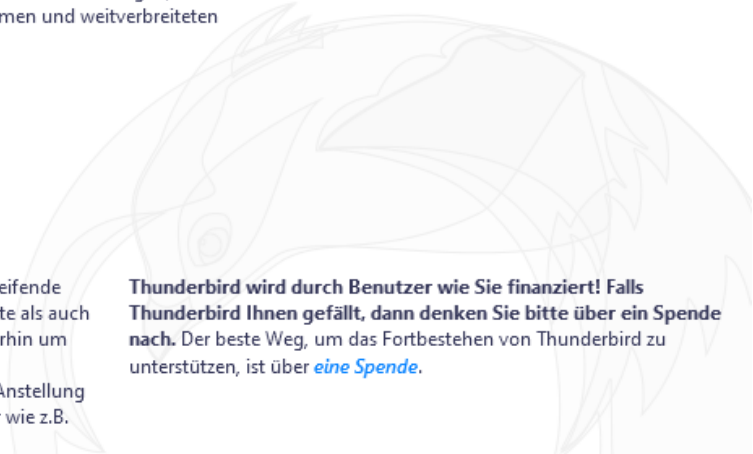 men und weitverbreiteten
eifende
te als auch
rhin um
Anstellung
wie z.B.
Thunderbird wird durch Benutzer wie Sie finanziert! Falls
Thunderbird Ihnen gefällt, dann denken Sie bitte über ein Spende
nach. Der beste Weg, um das Fortbestehen von Thunderbird zu
unterstützen, ist über eine Spende.